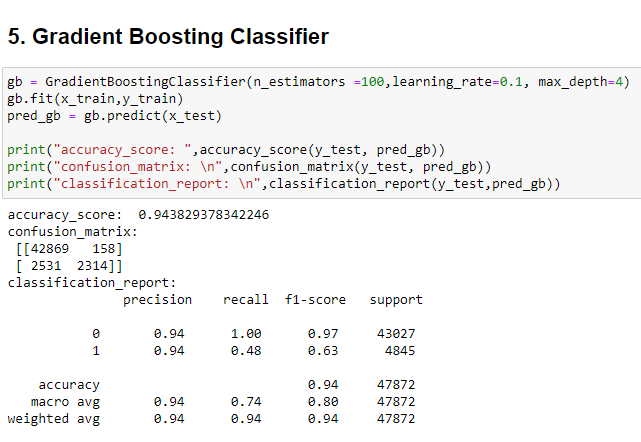 5. Gradient Boosting Classifier
gb = GradientBoostingClassifier(n_estimators =100,learning_rate=0.1, max_depth=4)
gb.fit(x_train,y_train)
pred_gb = gb.predict(x_test)
print("accuracy_score: ",accuracy_score(y_test, pred_gb))
print("confusion_matrix: \n",confusion_matrix(y_test, pred_gb))
print("classification_report: \n",classification_report(y_test,pred_gb))
accuracy_score:  0.943829378342246
confusion_matrix:
 [[42869   158]
 [ 2531  2314]]
classification_report:
               precision    recall  f1-score   support
           0       0.94      1.00      0.97     43027
           1       0.94      0.48      0.63      4845
    accuracy                           0.94     47872
   macro avg       0.94      0.74      0.80     47872
weighted avg       0.94      0.94      0.94     47872